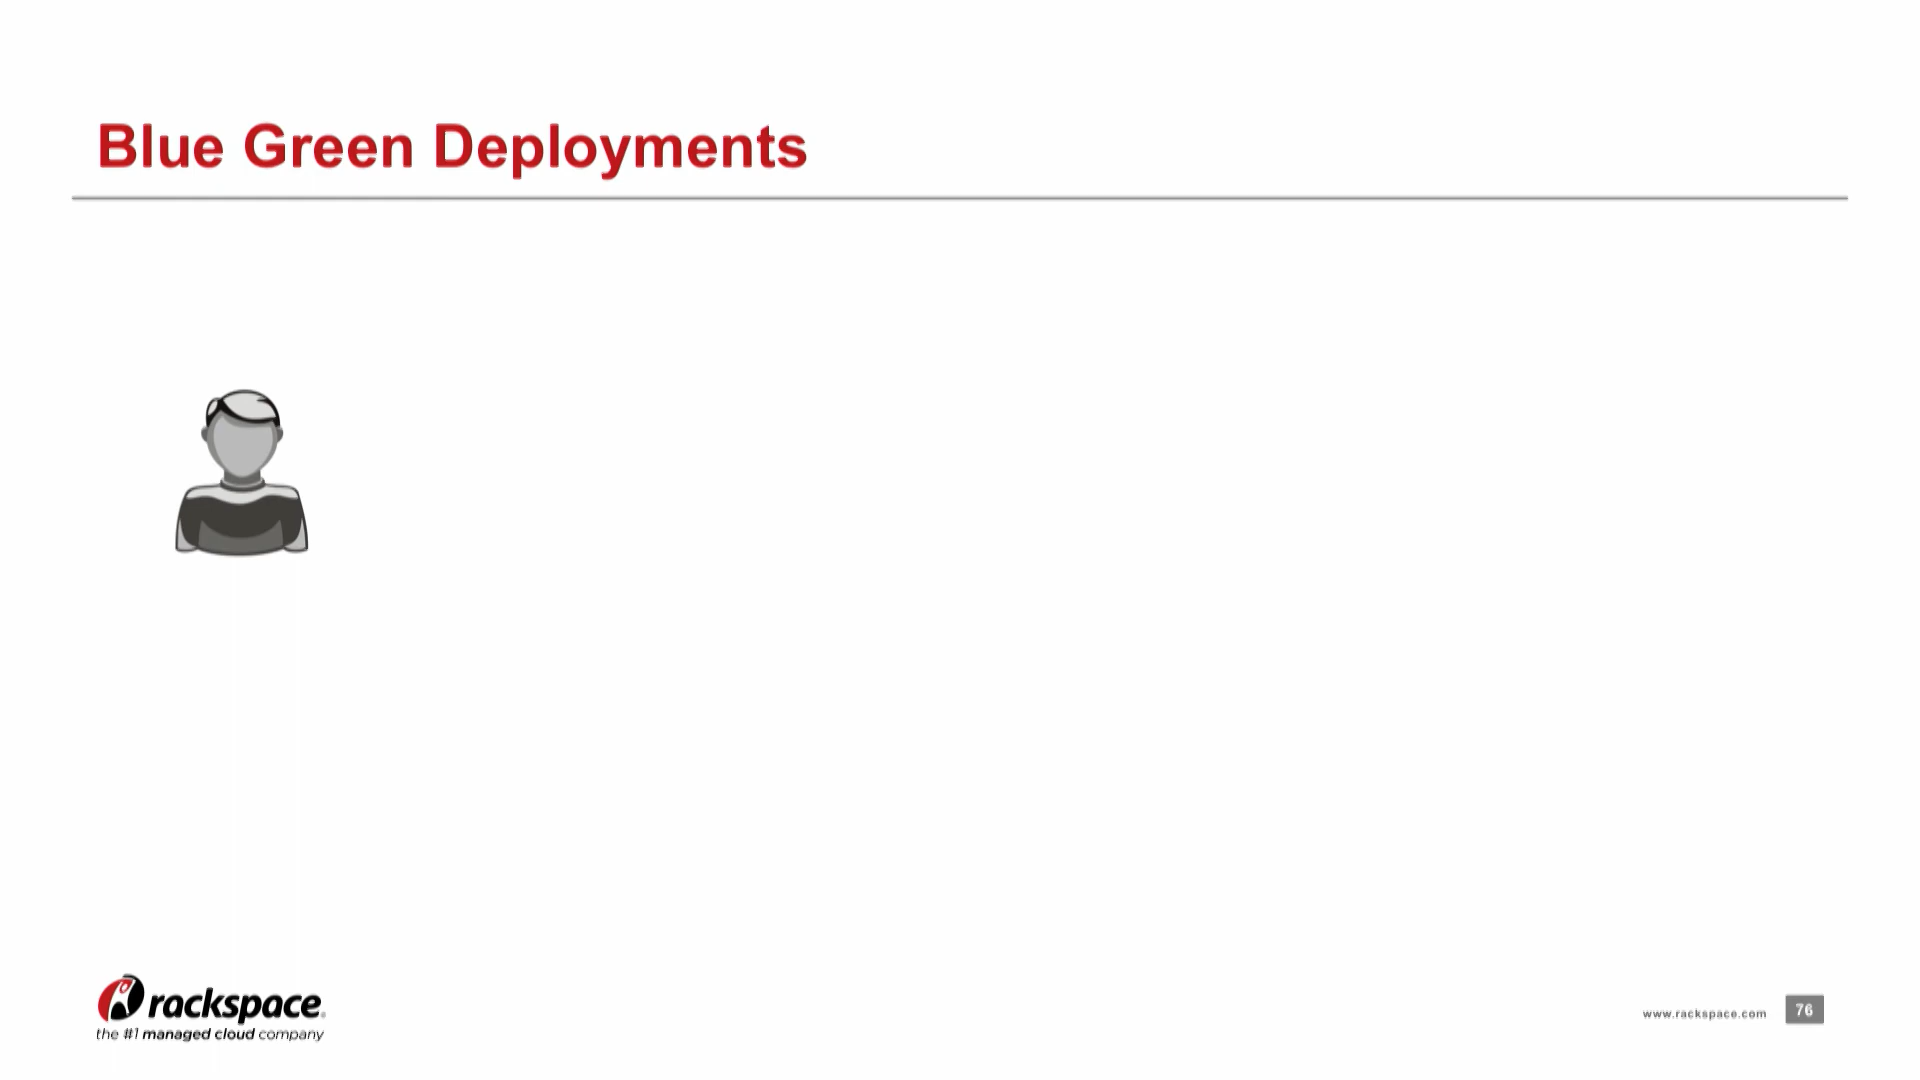 Blue Green Deployments
rackspace®
the #1 managed cloud company
www.rackspace.com
76